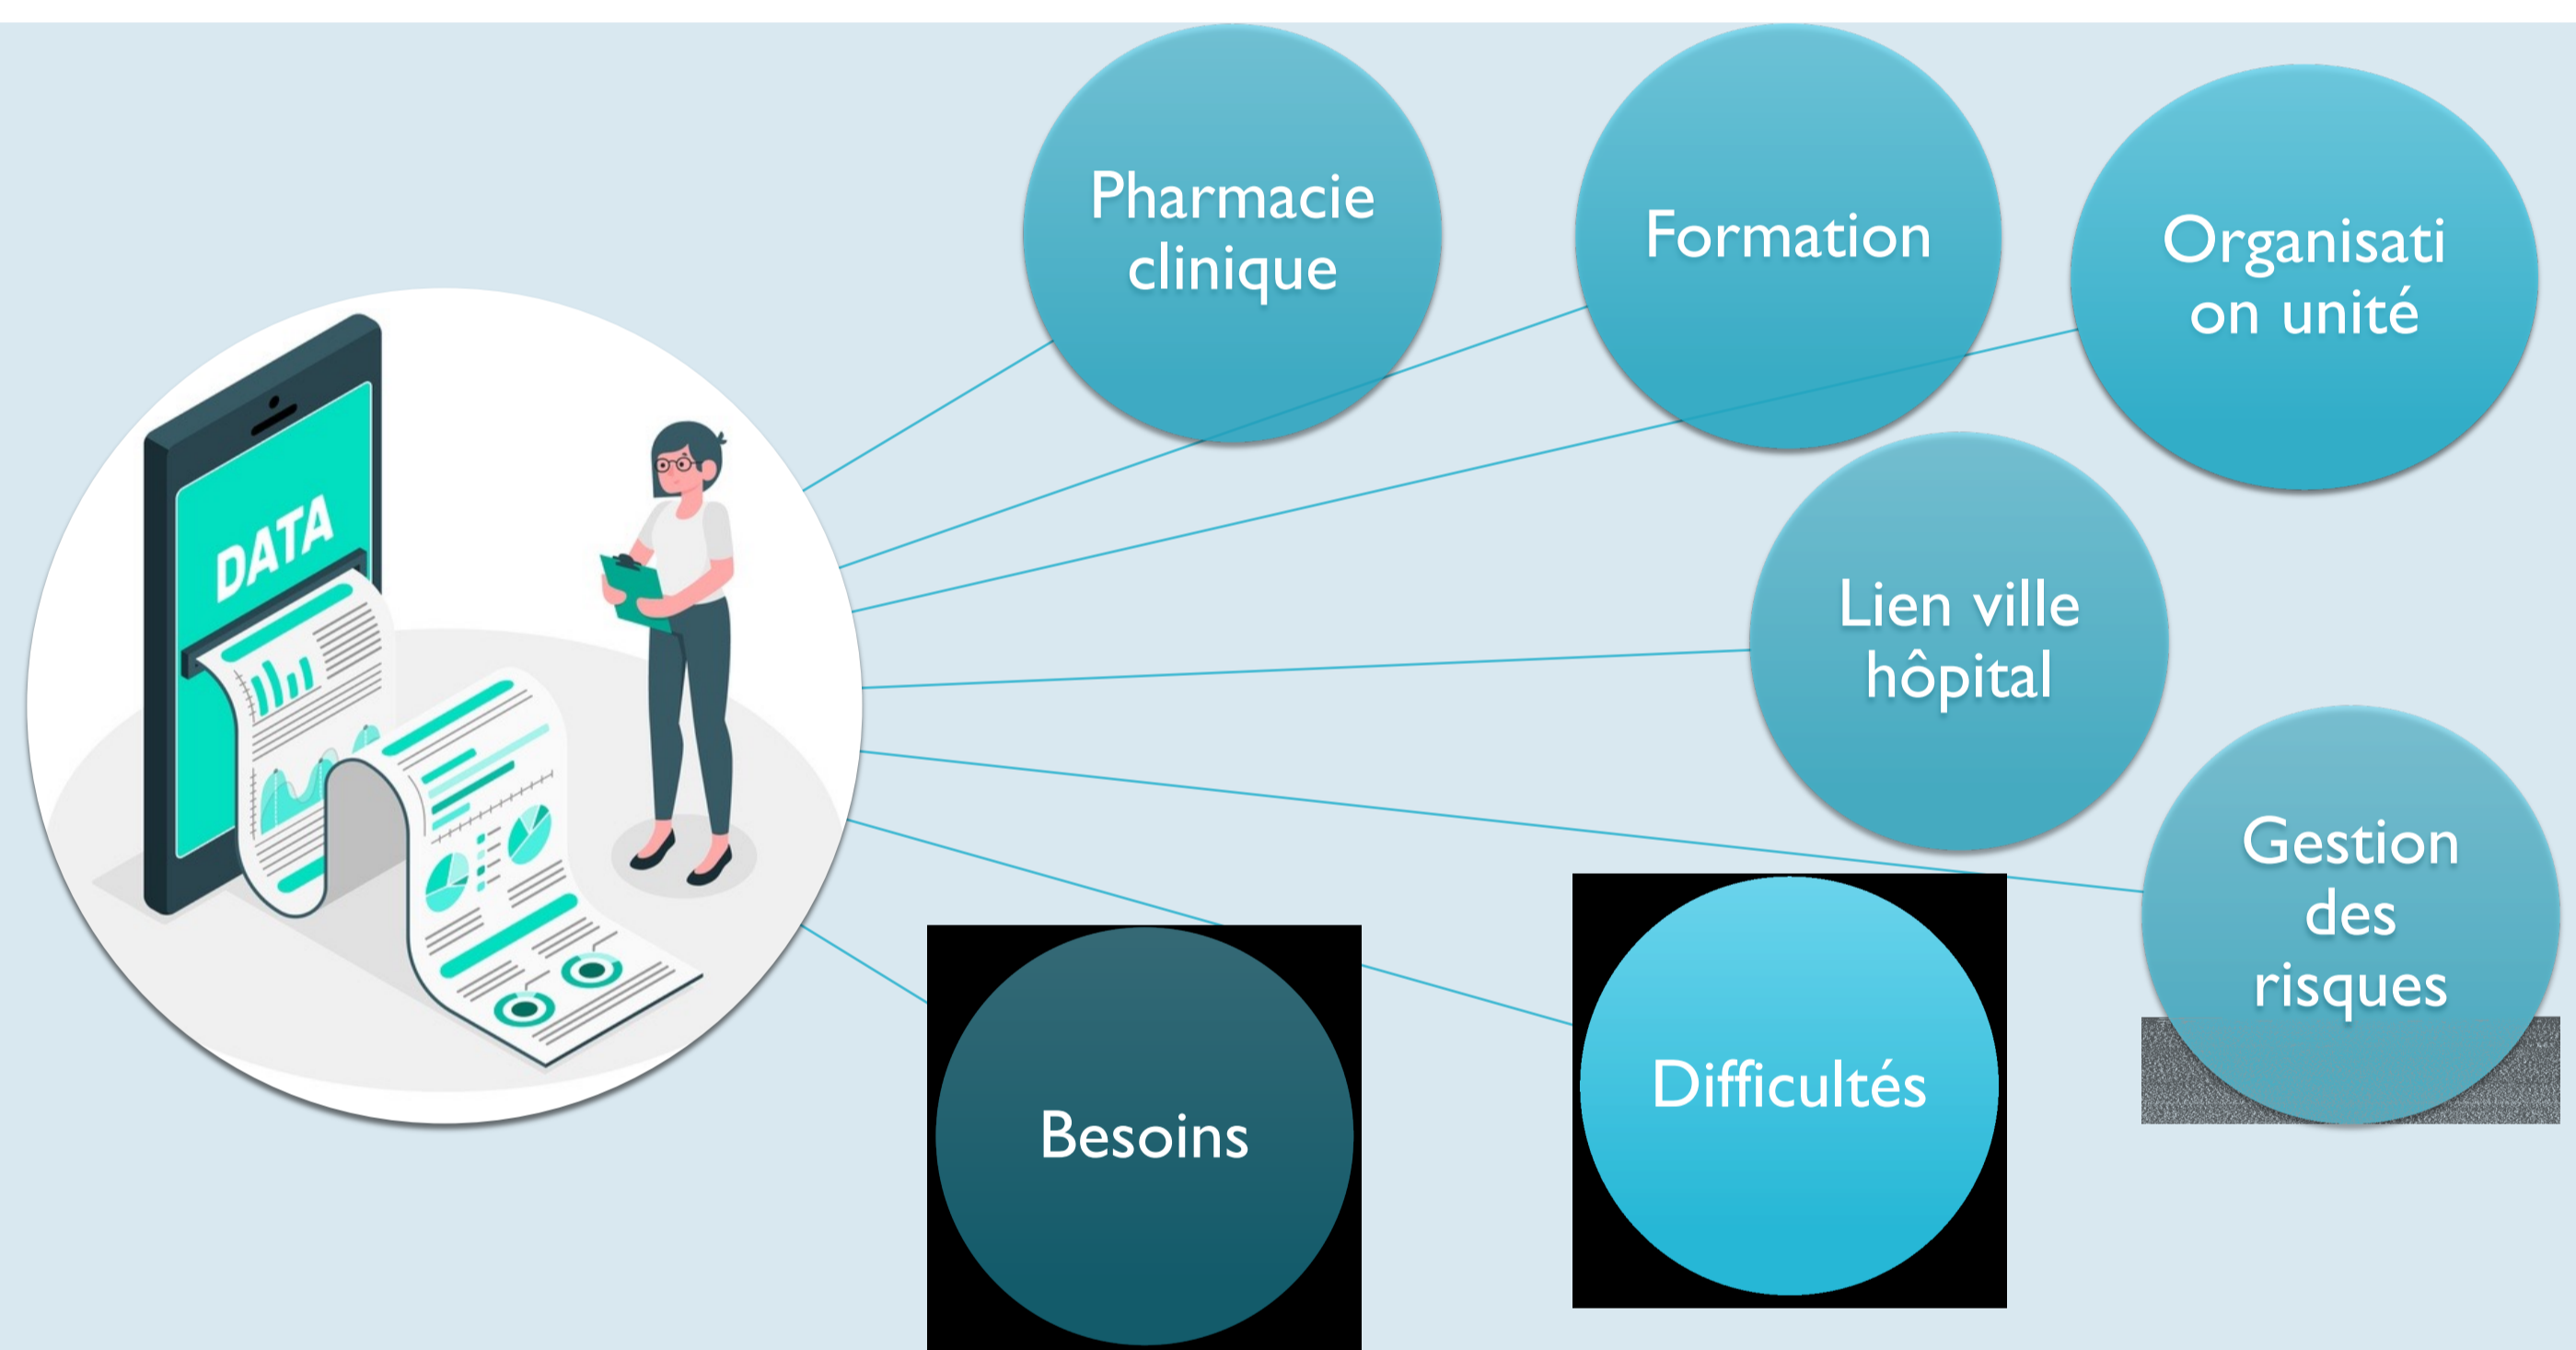 DATA
Pharmacie
clinique
Formation
Organisati
on unité
Lien ville
hôpital
Gestion
des
risques
Difficultés
Besoins